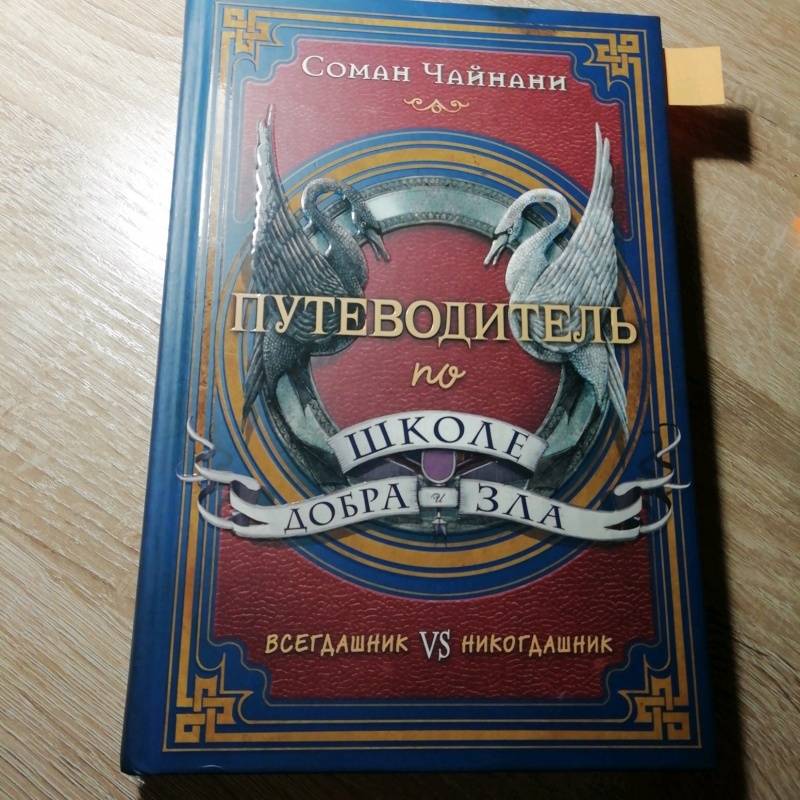 Соман Чайнани
ПУТЕВОДИТЕЛЬ
по
ШКОЛЕ
ДОБРА и ЗЛА
ВСЕГДАШНИК VS НИКОГДАШНИК